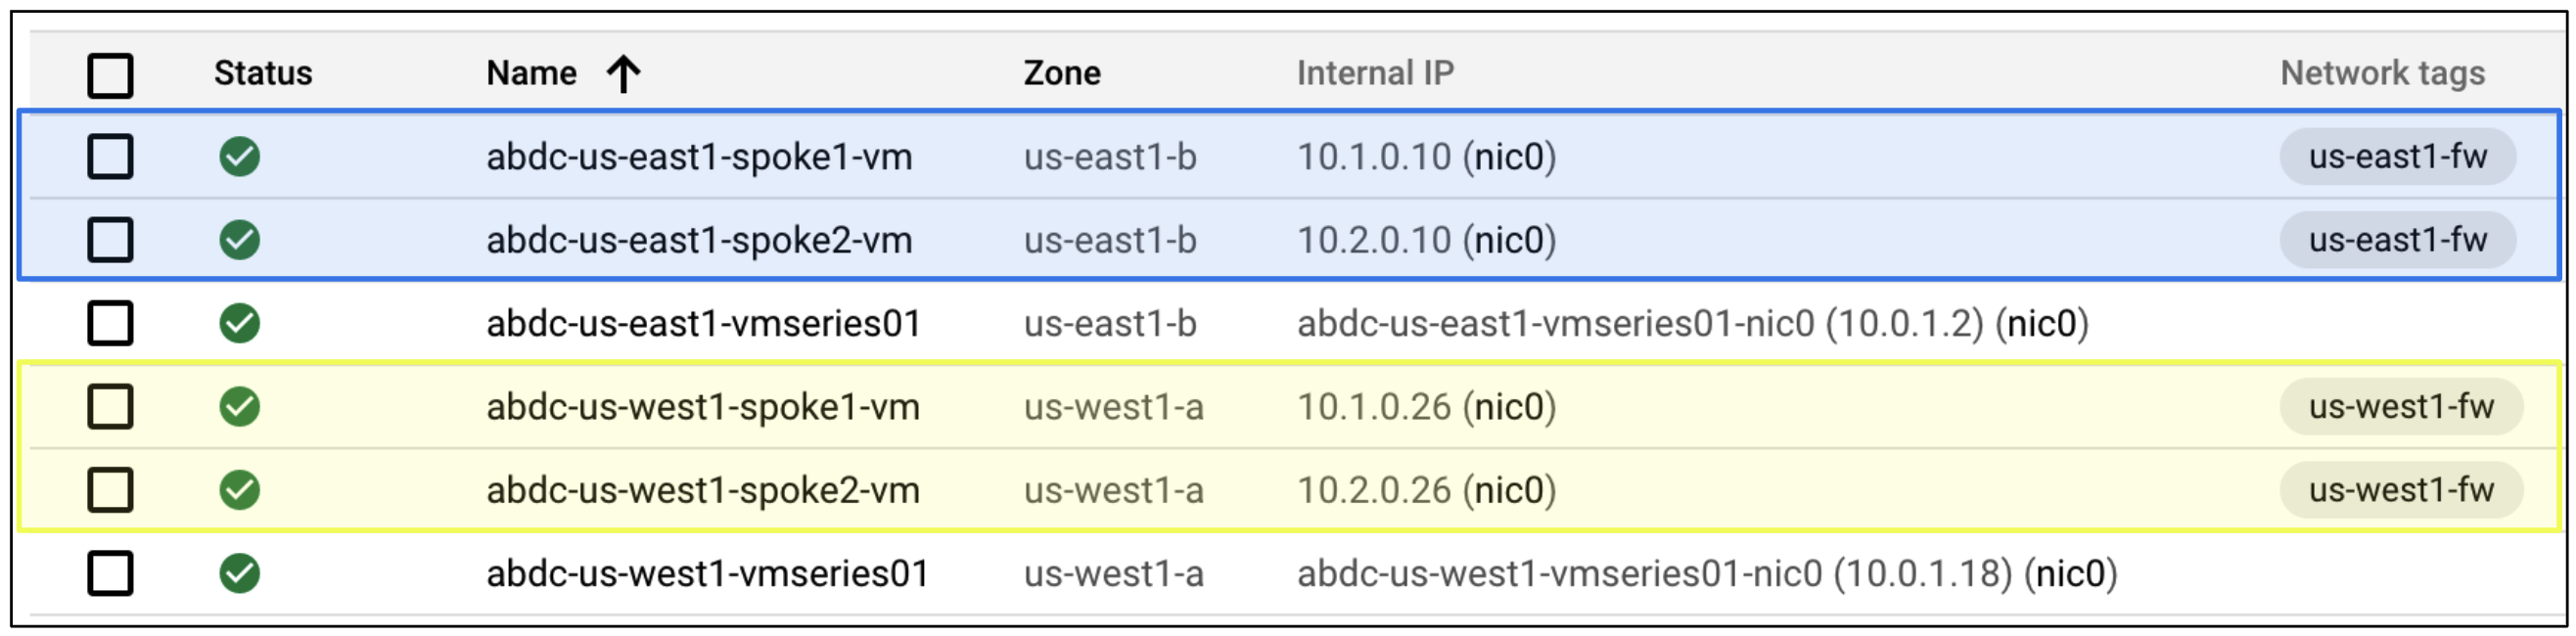 Status Name ↑ Zone Internal IP Network tags
abdc-us-east1-spoke1-vm us-east1-b 10.1.0.10 (nic0) us-east1-fw
abdc-us-east1-spoke2-vm us-east1-b 10.2.0.10 (nic0) us-east1-fw
abdc-us-east1-vmseries01 us-east1-b abdc-us-east1-vmseries01-nic0 (10.0.1.2) (nic0)
abdc-us-west1-spoke1-vm us-west1-a 10.1.0.26 (nic0) us-west1-fw
abdc-us-west1-spoke2-vm us-west1-a 10.2.0.26 (nic0) us-west1-fw
abdc-us-west1-vmseries01 us-west1-a abdc-us-west1-vmseries01-nic0 (10.0.1.18) (nic0)